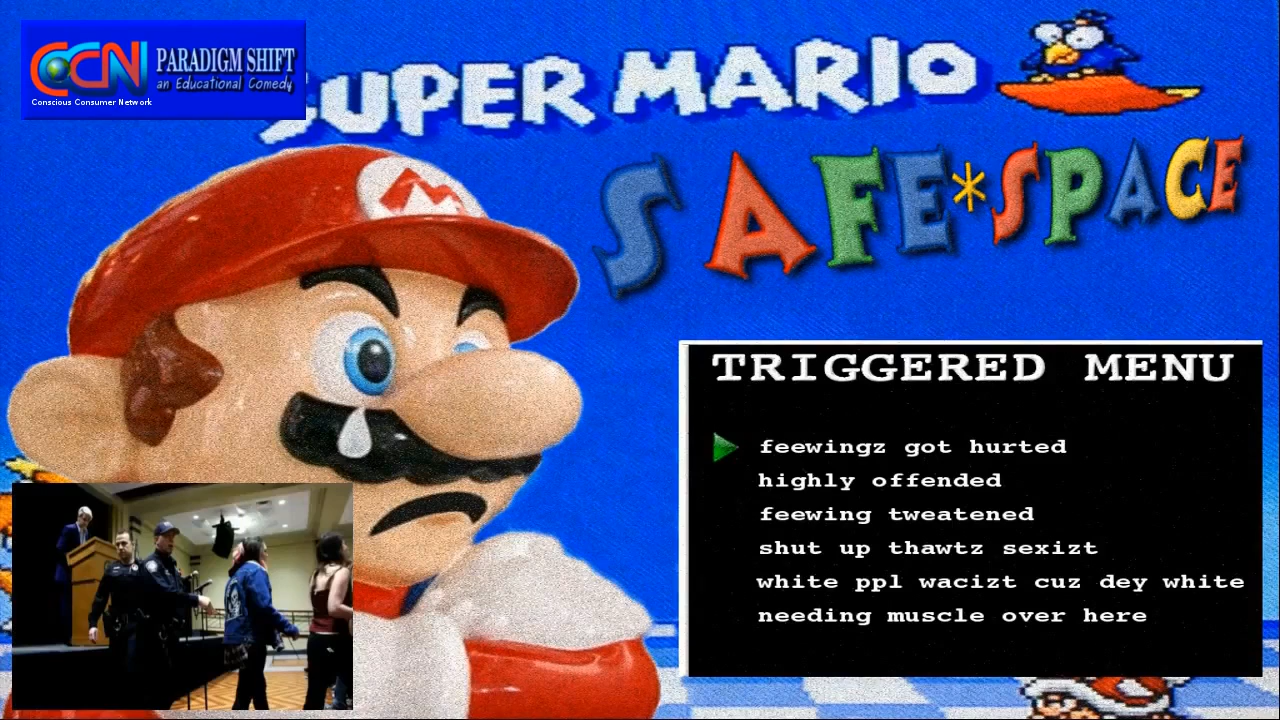 CCN PARADIGM SHIFT
an Educational Comedy
Conscious Consumer Network
SUPER MARIO
SAFE*SPACE
M
TRIGGERED MENU
feewingz got hurted
highly offended
feewing tweatened
shut up thawtz sexizt
white ppl wacizt cuz dey white
needing muscle over here